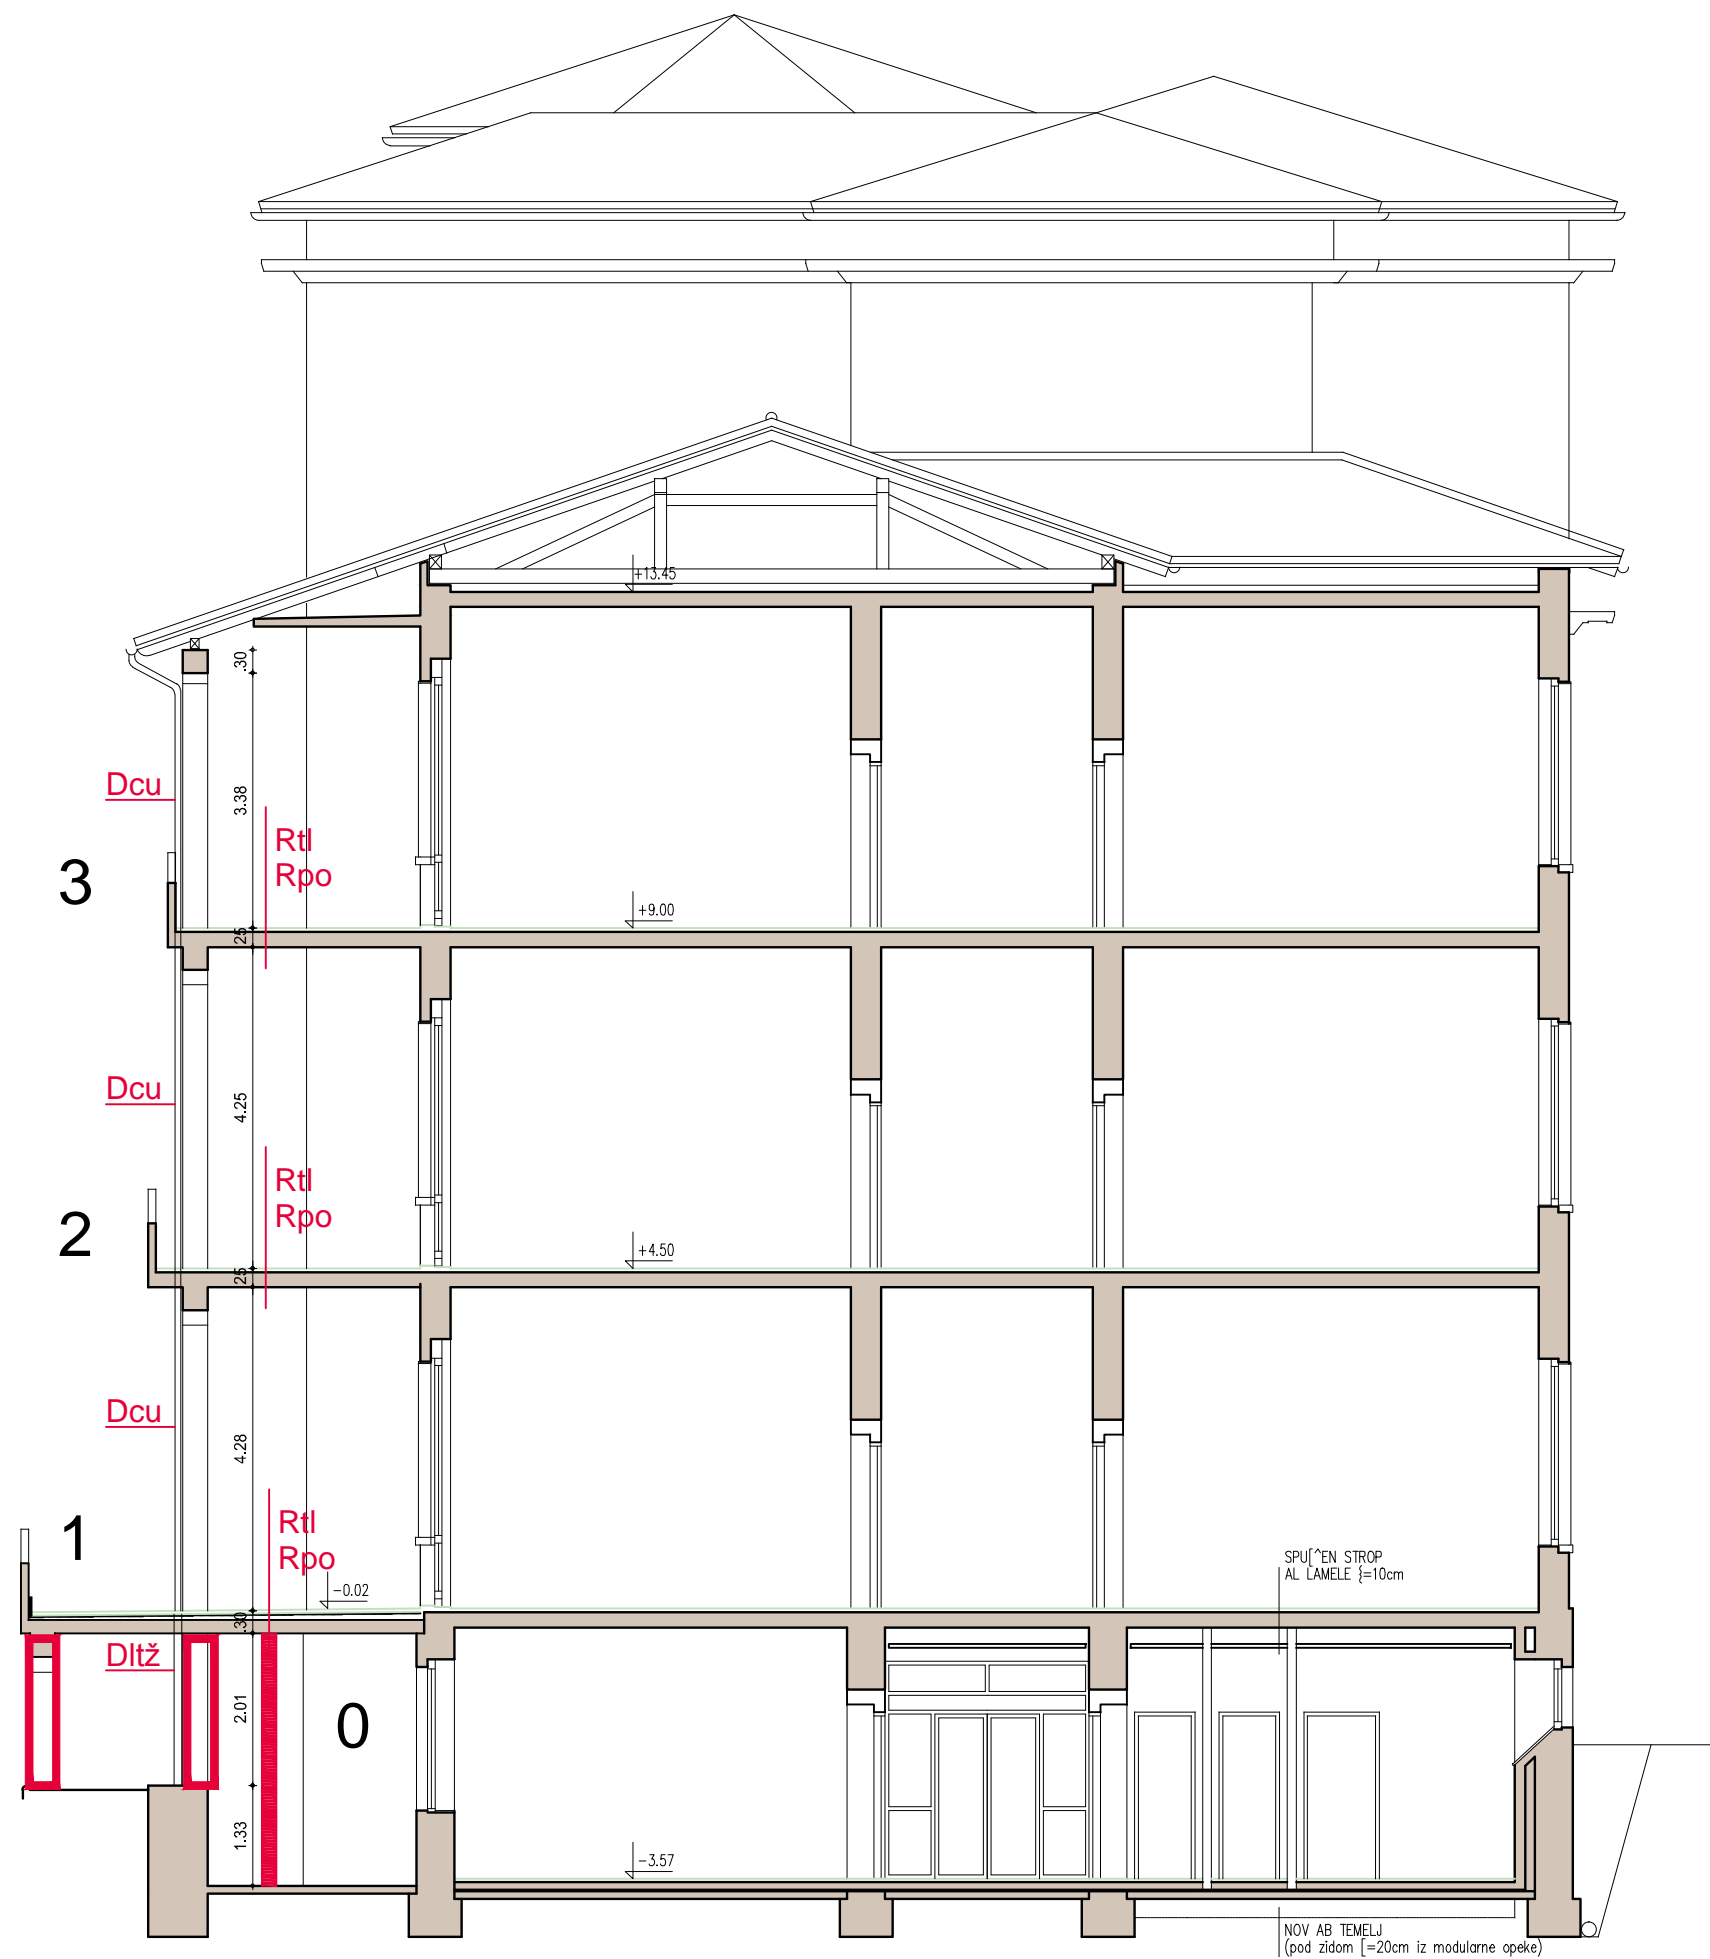 +13.45
.30
Dcu
3.38
Rtl
Rpo
3
+9.00
25
Dcu
4.25
Rtl
Rpo
2
+4.50
25
Dcu
4.28
Rtl
Rpo
1
SPU[^EN STROP
AL LAMELE {=10cm
-0.02
.30
Dltž
2.01
0
1.33
-3.57
NOV AB TEMELJ
(pod zidom [=20cm iz modularne opeke)